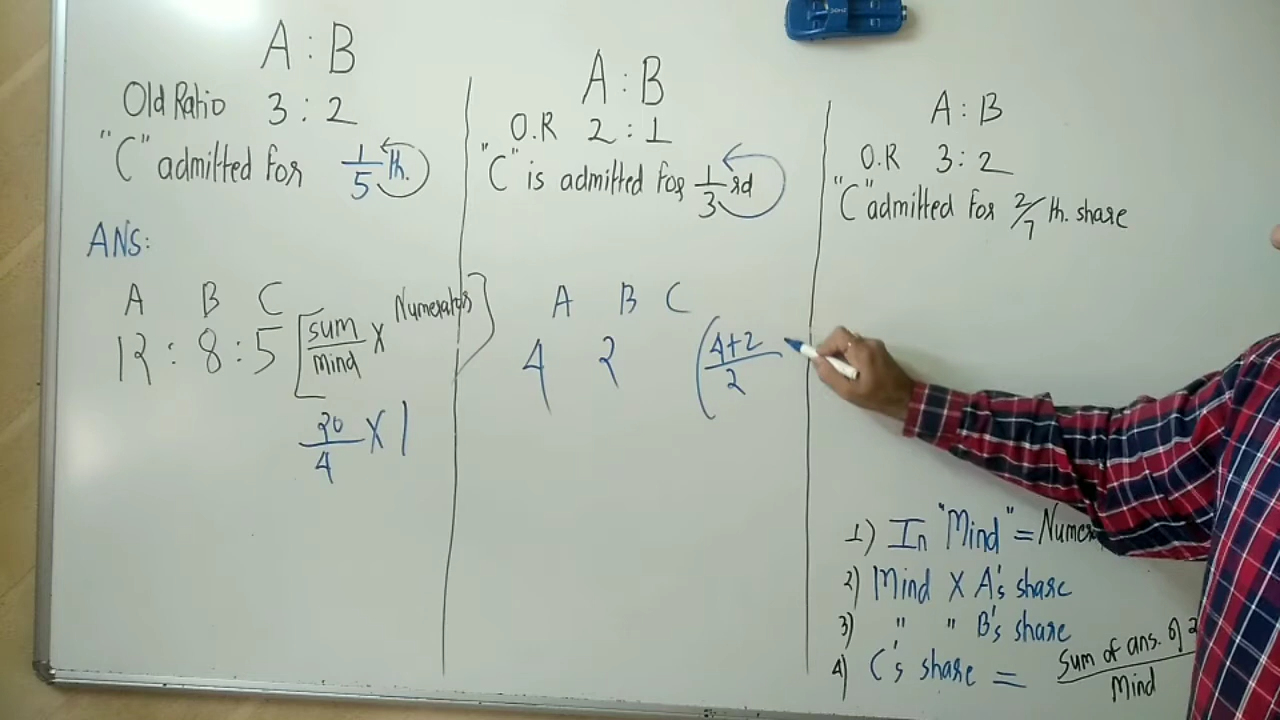 A : B
Old Ratio 3 : 2
"C" admitted for 1/5 th.
ANS:
A B C
12 : 8 : 5 [sum/mind × Numerator]
20/4 × 1
A : B
O.R 2 : 1
"C" is admitted for 1/3 rd
A B C
4 2 (4+2/2
A : B
O.R 3 : 2
"C" admitted for 2/7 th. share
1) In "Mind" =
2) Mind × A's share
3) " " B's share
4) C's share = Sum of ans. of 2/Mind